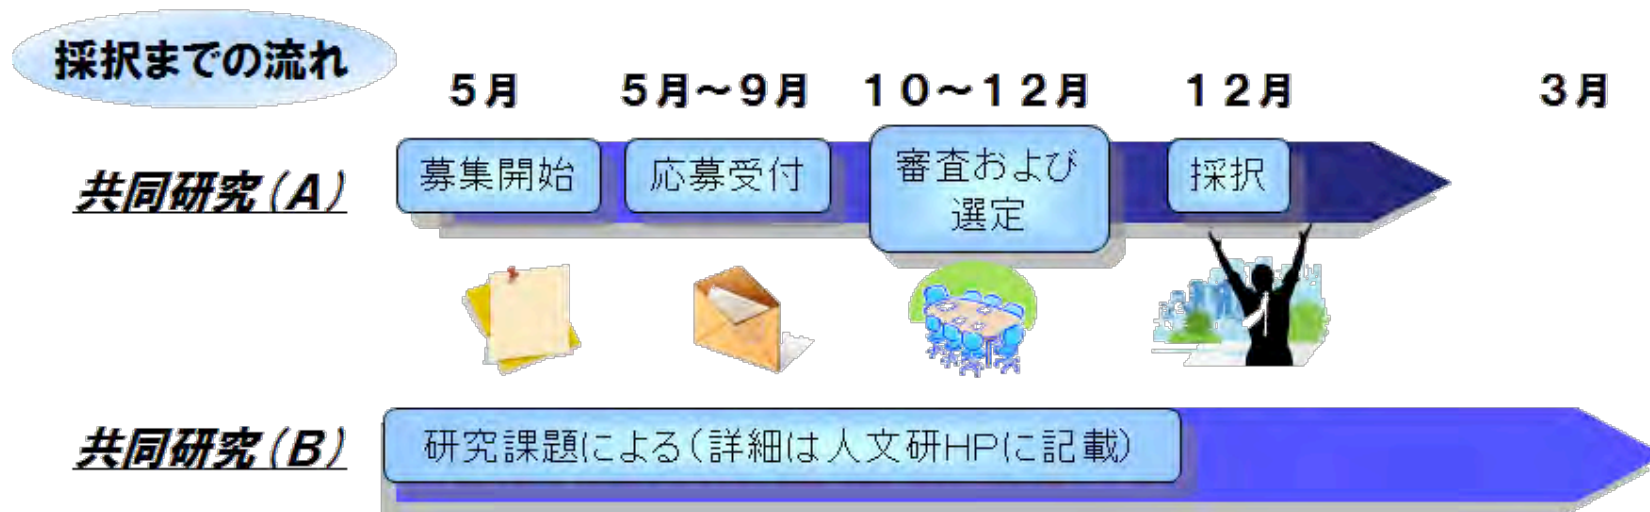 採択までの流れ
5月 5月～9月 10～12月 12月 3月
共同研究(A)
募集開始
応募受付
審査および
選定
採択
共同研究(B)
研究課題による(詳細は人文研HPに記載)